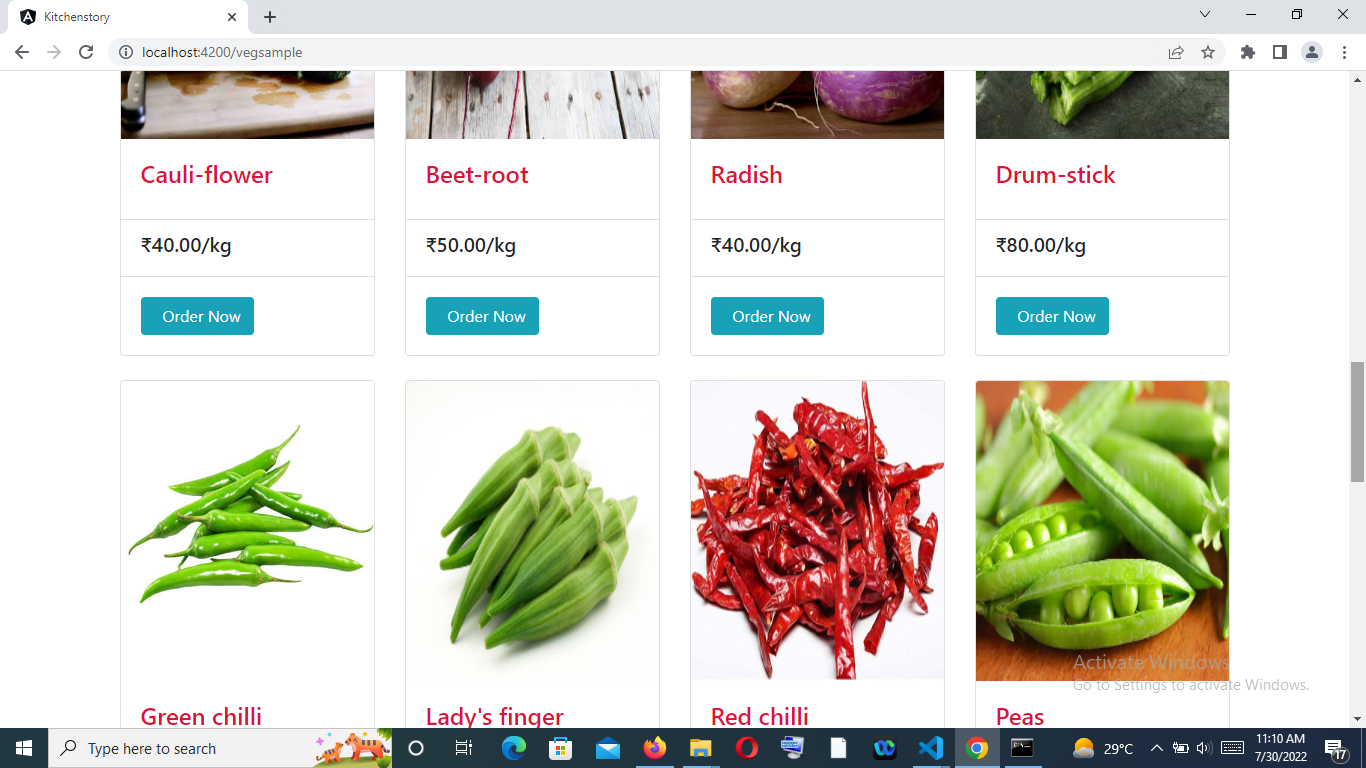 Kitchenstory
localhost:4200/vegsample
Cauli-flower
Beet-root
Radish
Drum-stick
₹40.00/kg
₹50.00/kg
₹40.00/kg
₹80.00/kg
Order Now
Order Now
Order Now
Order Now
Green chilli
Lady's finger
Red chilli
Peas
Activate Windows
Go to Settings to activate Windows.
Type here to search
29°C
11:10 AM
7/30/2022
17